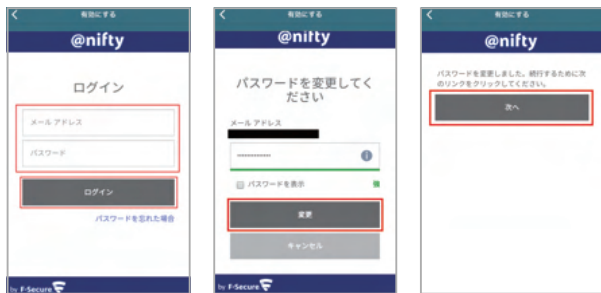 有効にする
@nifty
ログイン
メール アドレス
パスワード
ログイン
パスワードを忘れた場合
by F-Secure
有効にする
@nifty
パスワードを変更してく
ださい
メール アドレス
パスワードを表示
強
変更
キャンセル
by F-Secure
有効にする
@nifty
パスワードを変更しました。続行するために次
のリンクをクリックしてください。
次へ